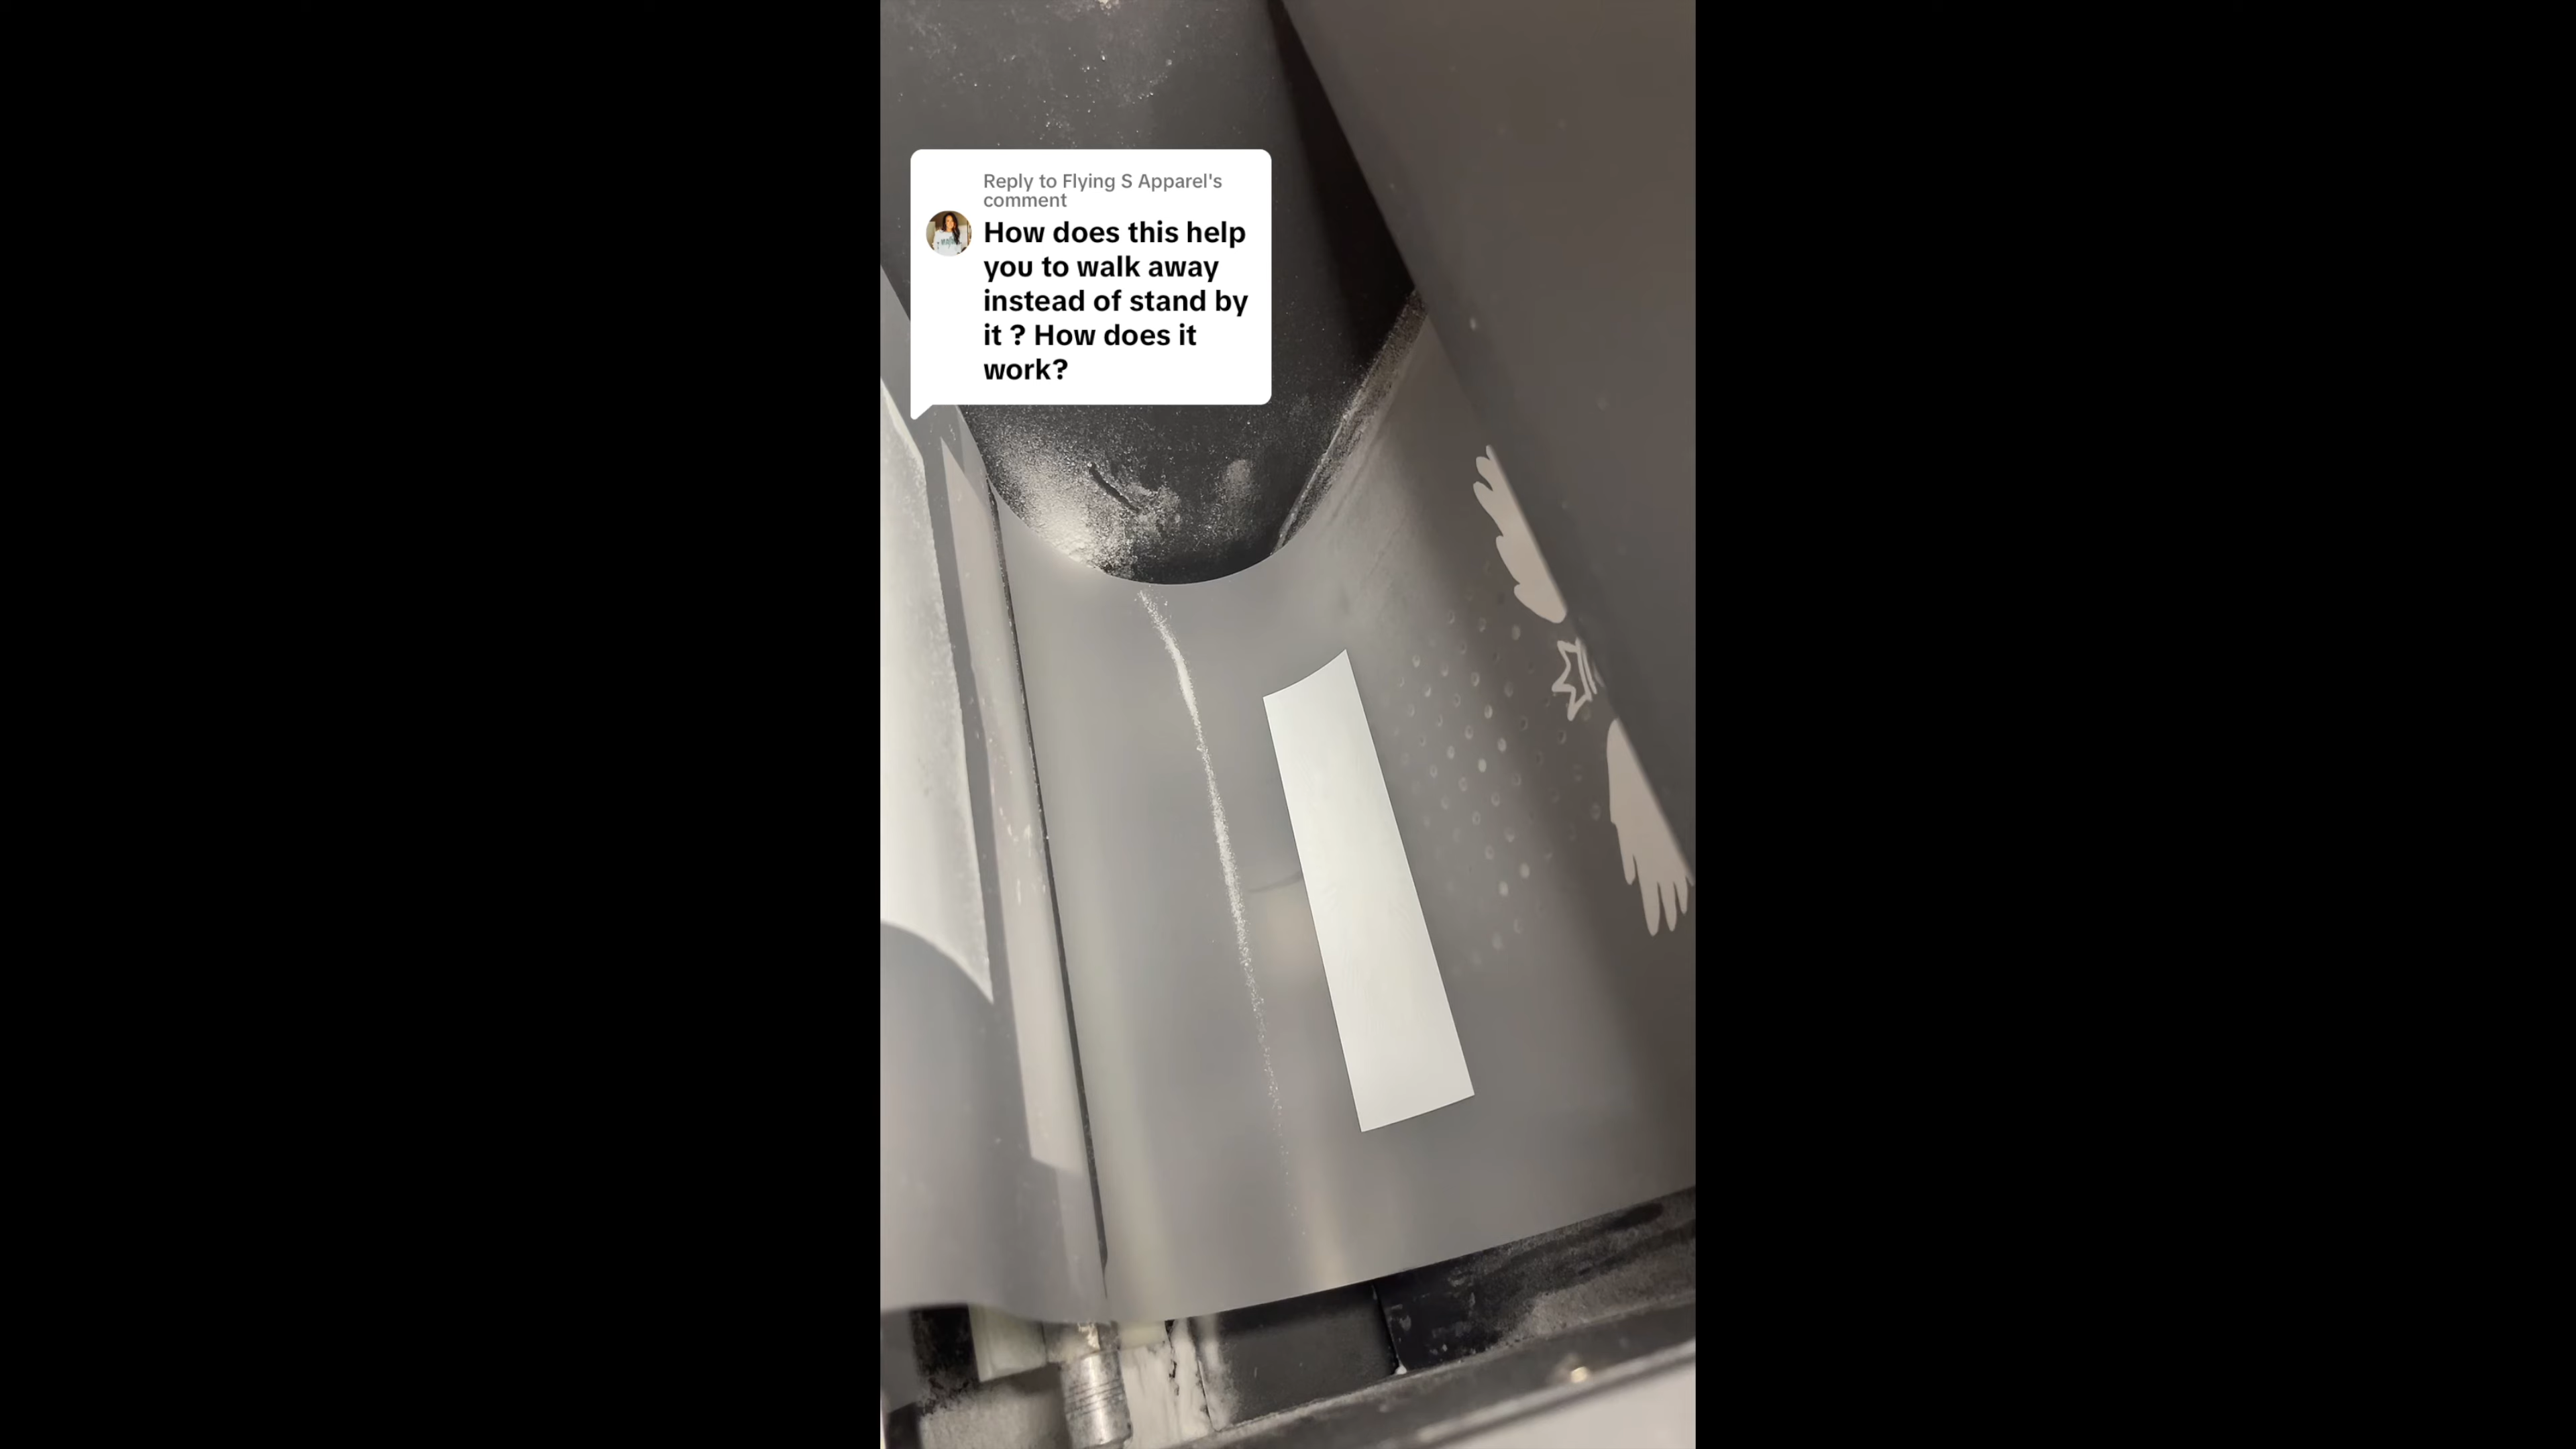 Reply to Flying S Apparel's
comment
How does this help
you to walk away
instead of stand by
it ? How does it
work?